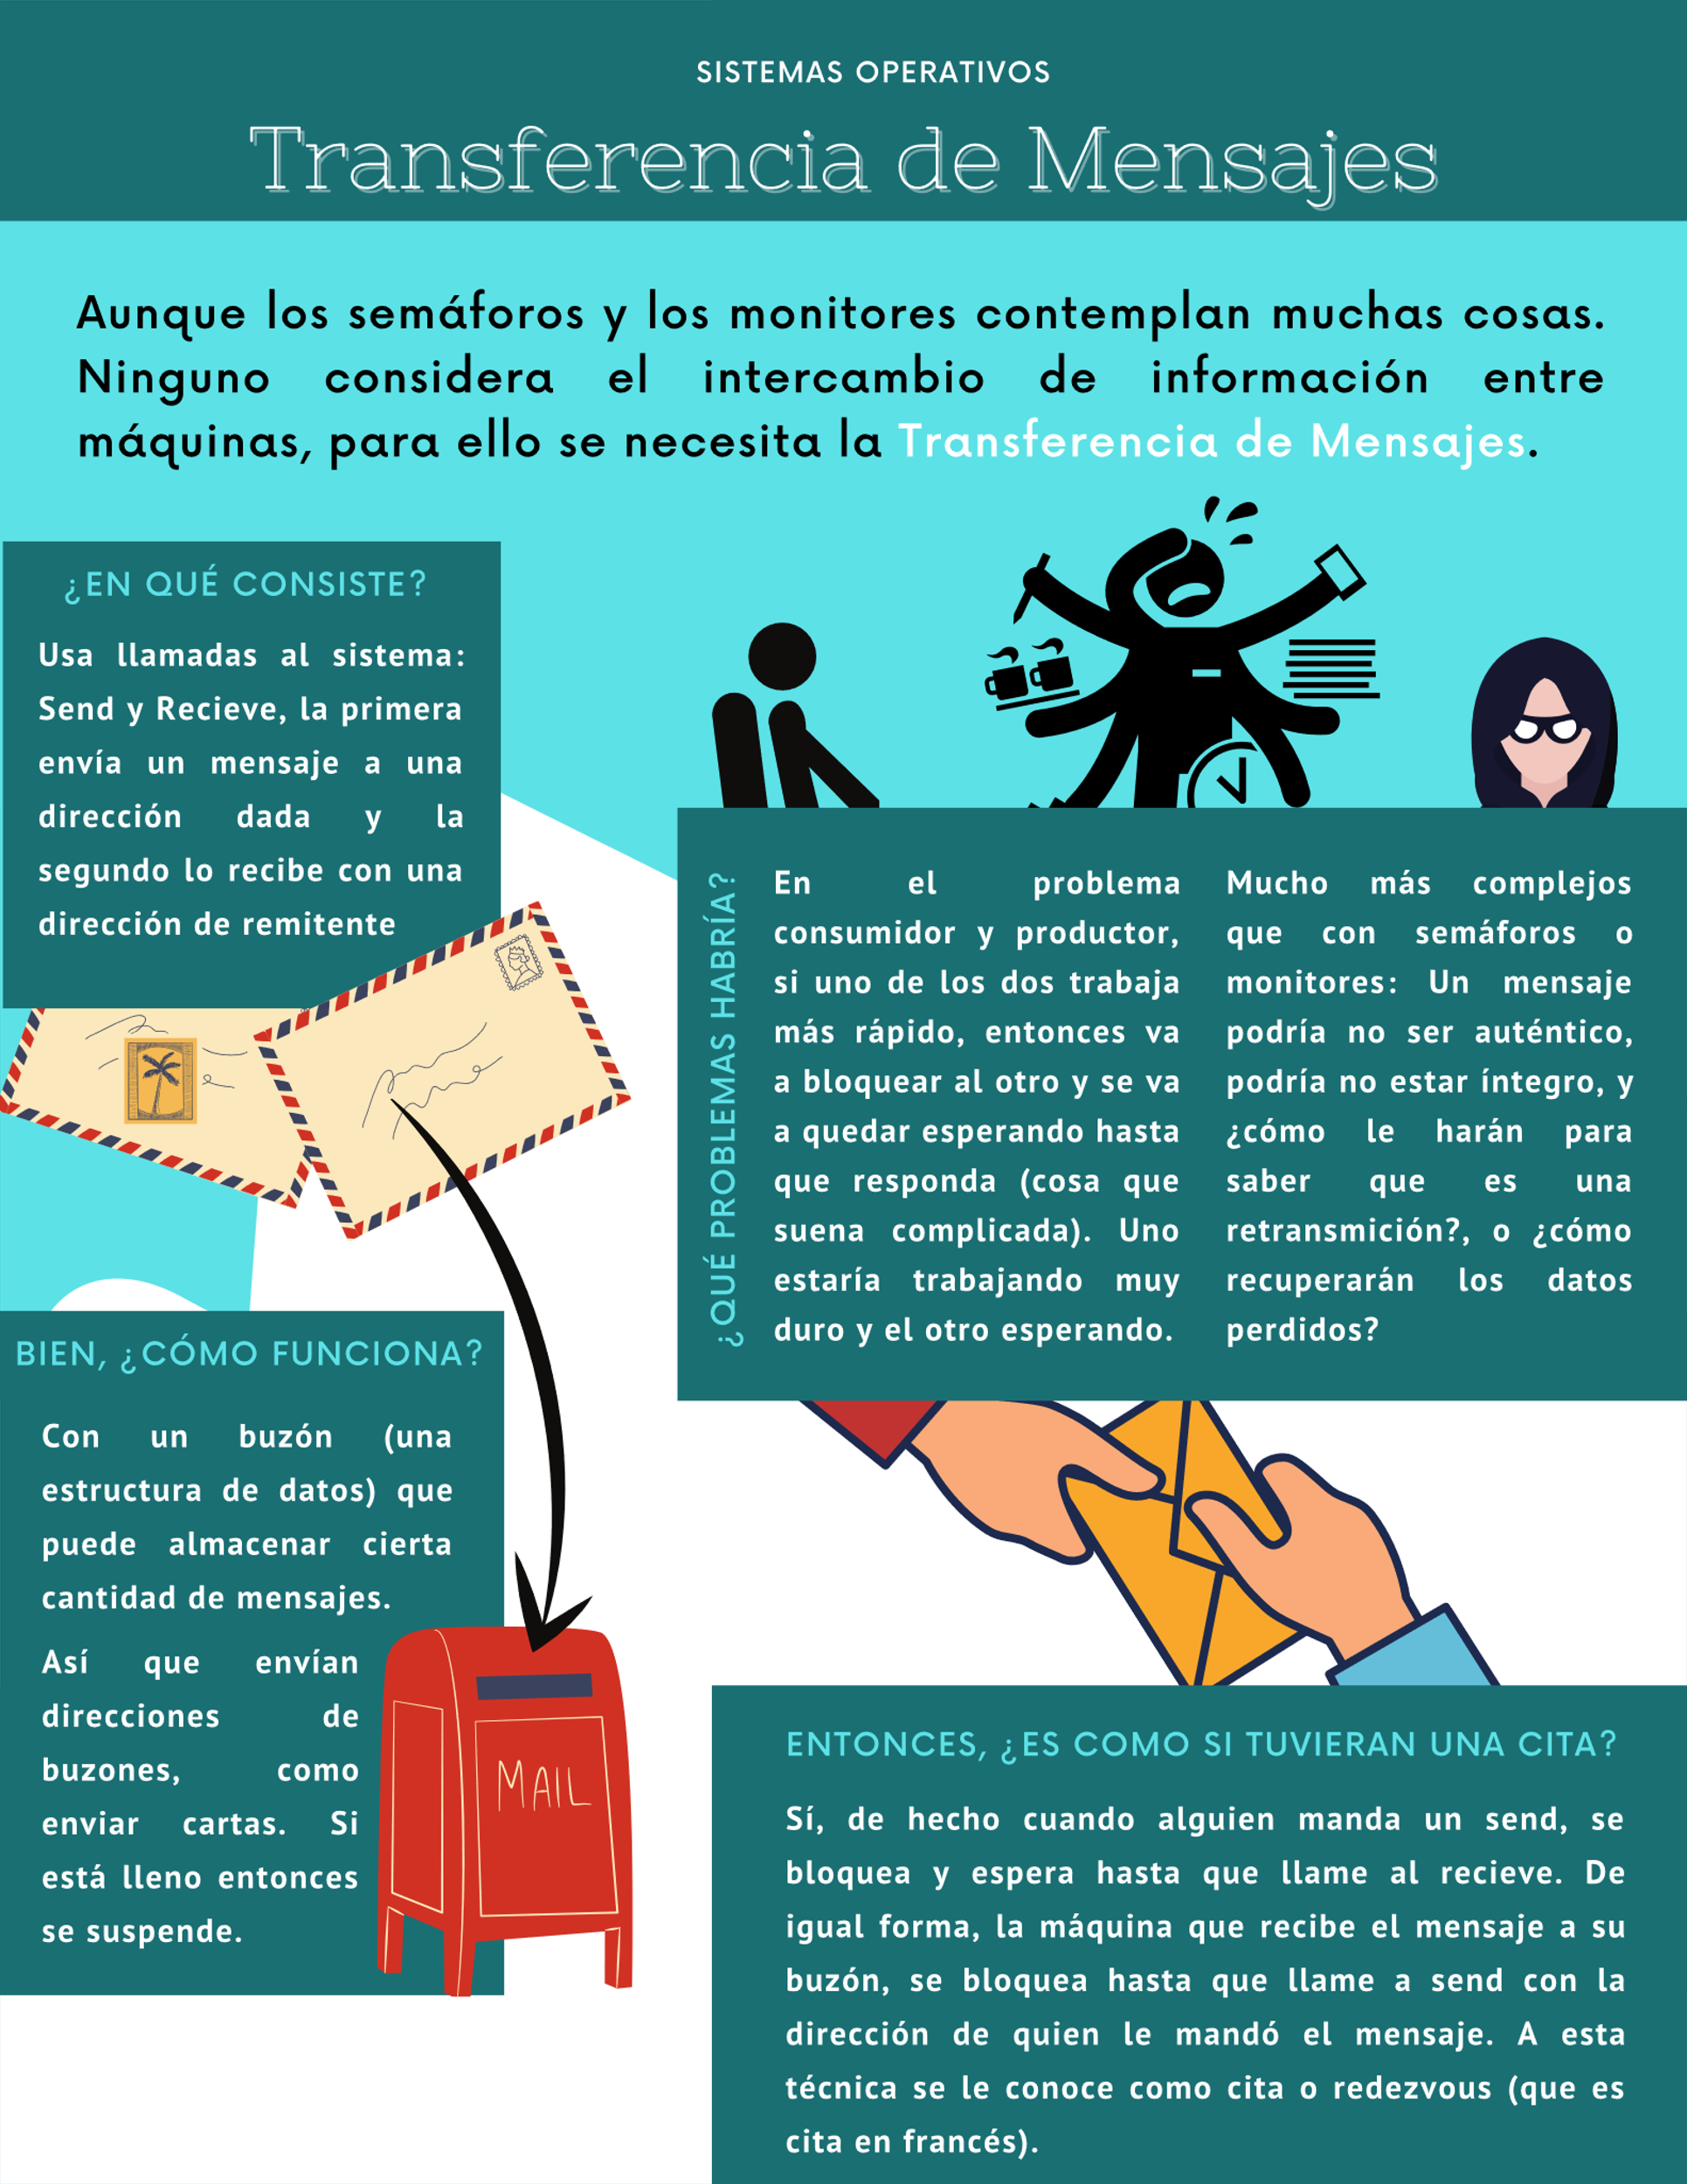 SISTEMAS OPERATIVOS
Transferencia de Mensajes
Aunque los semáforos y los monitores contemplan muchas cosas.
Ninguno considera el intercambio de información entre
máquinas, para ello se necesita la Transferencia de Mensajes.
¿EN QUÉ CONSISTE?
Usa llamadas al sistema:
Send y Recieve, la primera
envía un mensaje a una
dirección dada y la
segundo lo recibe con una
dirección de remitente
¿QUÉ PROBLEMAS HABRÍA?
En el problema
consumidor y productor,
si uno de los dos trabaja
más rápido, entonces va
a bloquear al otro y se va
a quedar esperando hasta
que responda (cosa que
suena complicada). Uno
estaría trabajando muy
duro y el otro esperando.
Mucho más complejos
que con semáforos o
monitores: Un mensaje
podría no ser auténtico,
podría no estar íntegro, y
¿cómo le harán para
saber que es una
retransmición?, o ¿cómo
recuperarán los datos
perdidos?
BIEN, ¿CÓMO FUNCIONA?
Con un buzón (una
estructura de datos) que
puede almacenar cierta
cantidad de mensajes.
Así que envían
direcciones de
buzones, como
enviar cartas. Si
está lleno entonces
se suspende.
MAIL
ENTONCES, ¿ES COMO SI TUVIERAN UNA CITA?
Sí, de hecho cuando alguien manda un send, se
bloquea y espera hasta que llame al recieve. De
igual forma, la máquina que recibe el mensaje a su
buzón, se bloquea hasta que llame a send con la
dirección de quien le mandó el mensaje. A esta
técnica se le conoce como cita o redezvous (que es
cita en francés).